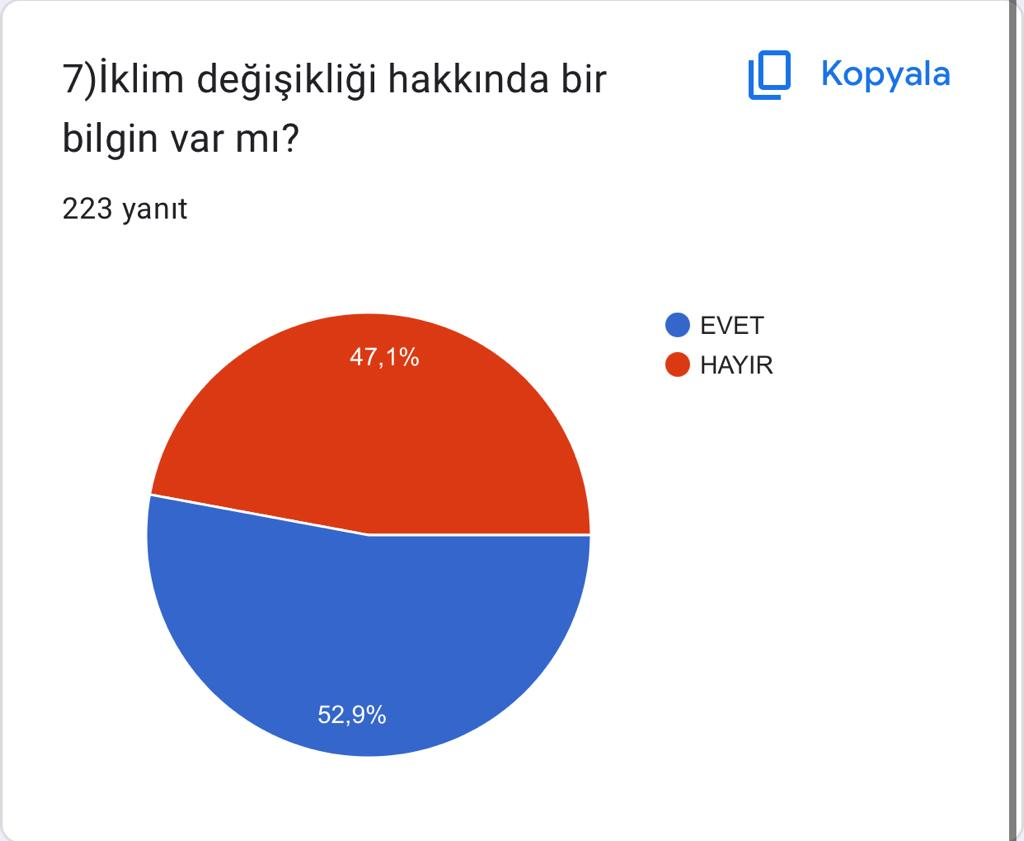 7)İklim değişikliği hakkında bir
bilgin var mı?
Kopyala
223 yanıt
EVET
HAYIR
47,1%
52,9%